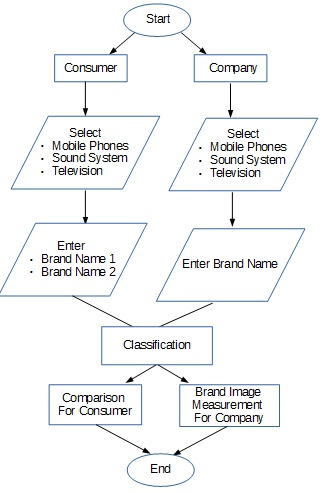 Start
Consumer
Company
Select
• Mobile Phones
• Sound System
• Television
Select
• Mobile Phones
• Sound System
• Television
Enter
• Brand Name 1
• Brand Name 2
Enter Brand Name
Classification
Comparison
For Consumer
Brand Image
Measurement
For Company
End